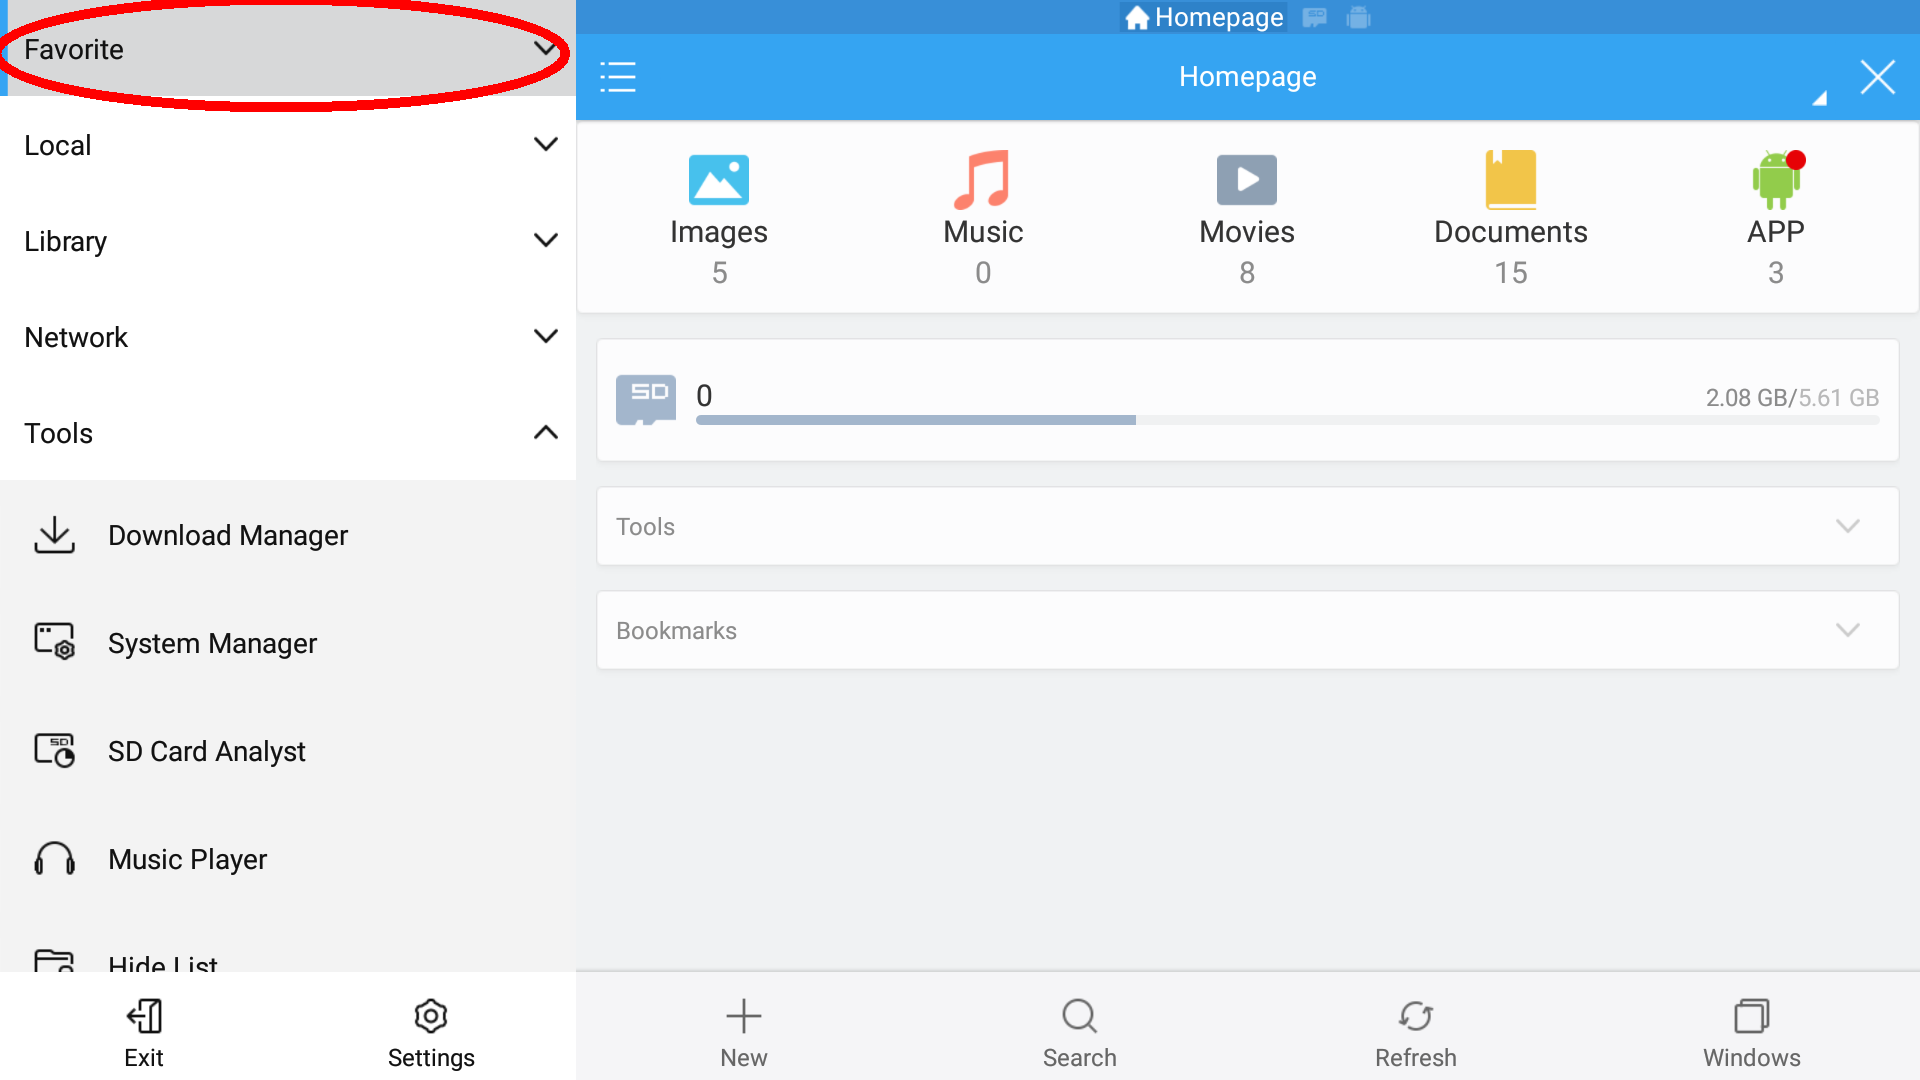 Favorite
Local
Library
Network
Tools
Download Manager
System Manager
SD Card Analyst
Music Player
Hide List
Exit
Settings
Homepage
Homepage
Images
5
Music
0
Movies
8
Documents
15
APP
3
SD
0
2.08 GB/5.61 GB
Tools
Bookmarks
New
Search
Refresh
Windows